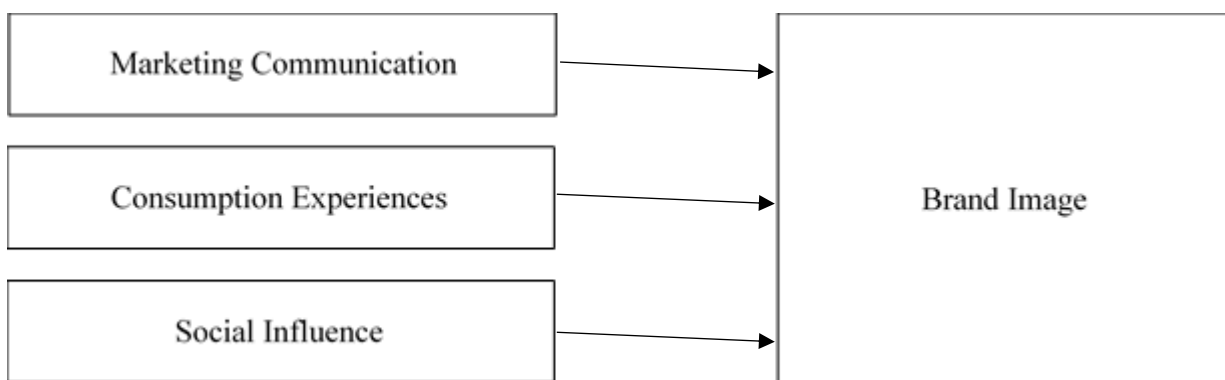 Marketing Communication
Consumption Experiences
Brand Image
Social Influence